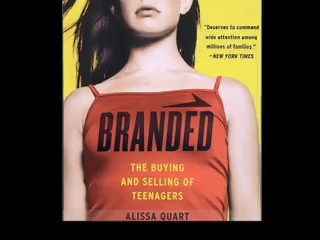 "Deserves to command
wide attention among
millions of families."
–NEW YORK TIMES
BRANDED
THE BUYING
AND SELLING OF
TEENAGERS
ALISSA QUART